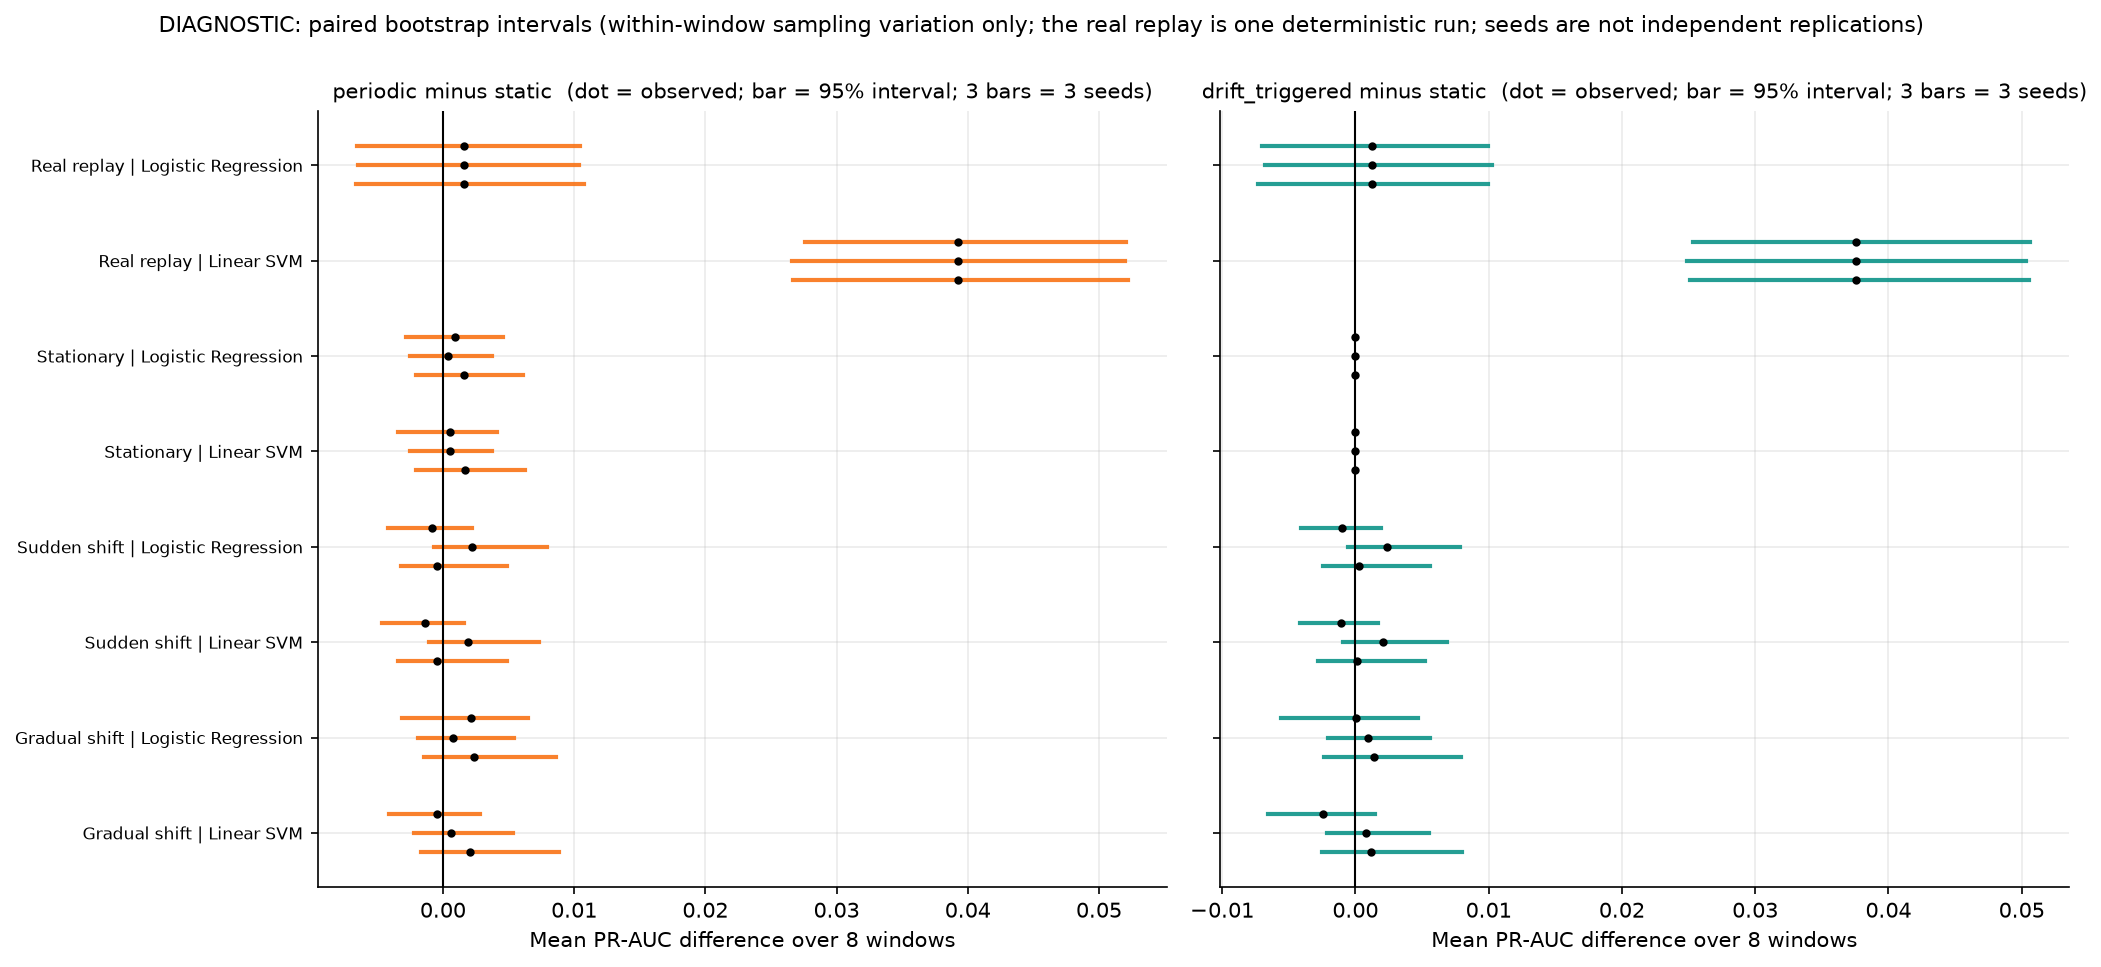 DIAGNOSTIC: paired bootstrap intervals (within-window sampling variation only; the real replay is one deterministic run; seeds are not independent replications)
periodic minus static  (dot = observed; bar = 95% interval; 3 bars = 3 seeds)
Real replay | Logistic Regression
Real replay | Linear SVM
Stationary | Logistic Regression
Stationary | Linear SVM
Sudden shift | Logistic Regression
Sudden shift | Linear SVM
Gradual shift | Logistic Regression
Gradual shift | Linear SVM
0.00 0.01 0.02 0.03 0.04 0.05
Mean PR-AUC difference over 8 windows
drift_triggered minus static  (dot = observed; bar = 95% interval; 3 bars = 3 seeds)
−0.01 0.00 0.01 0.02 0.03 0.04 0.05
Mean PR-AUC difference over 8 windows